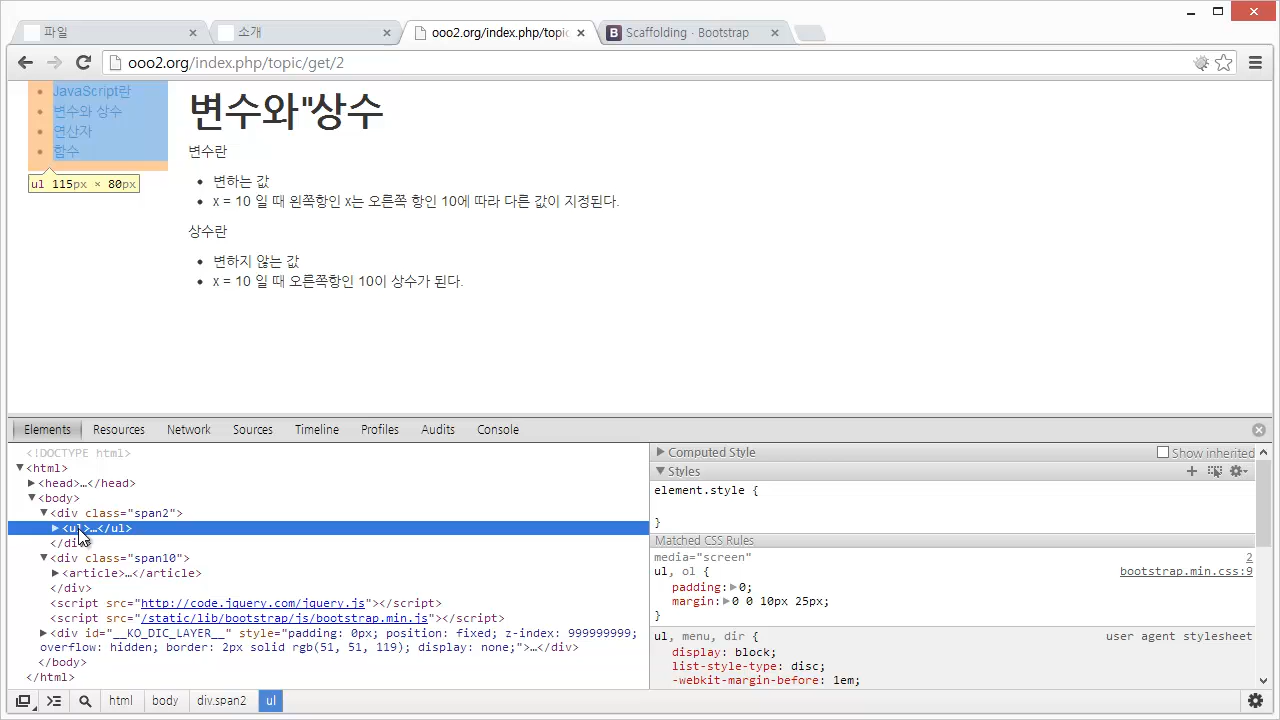 파일
소개
ooo2.org/index.php/topic
Scaffolding · Bootstrap
ooo2.org/index.php/topic/get/2
JavaScript란
변수와 상수
연산자
함수
ul 115px × 80px
변수와"상수
변수란
변하는 값
x = 10 일 때 왼쪽항인 x는 오른쪽 항인 10에 따라 다른 값이 지정된다.
상수란
변하지 않는 값
x = 10 일 때 오른쪽항인 10이 상수가 된다.
Elements Resources Network Sources Timeline Profiles Audits Console
<!DOCTYPE html>
<html>
<head>…</head>
<body>
<div class="span2">
<ul>…</ul>
</div>
<div class="span10">
<article>…</article>
</div>
<script src="http://code.jquery.com/jquery.js"></script>
<script src="/static/lib/bootstrap/js/bootstrap.min.js"></script>
<div id="__KO_DIC_LAYER__" style="padding: 0px; position: fixed; z-index: 999999999;
overflow: hidden; border: 2px solid rgb(51, 51, 119); display: none;">…</div>
</body>
</html>
Computed Style Show inherited
Styles
element.style {
}
Matched CSS Rules
media="screen" 2
ul, ol { bootstrap.min.css:9
padding: 0;
margin: 0 0 10px 25px;
}
ul, menu, dir { user agent stylesheet
display: block;
list-style-type: disc;
-webkit-margin-before: 1em;
html body div.span2 ul